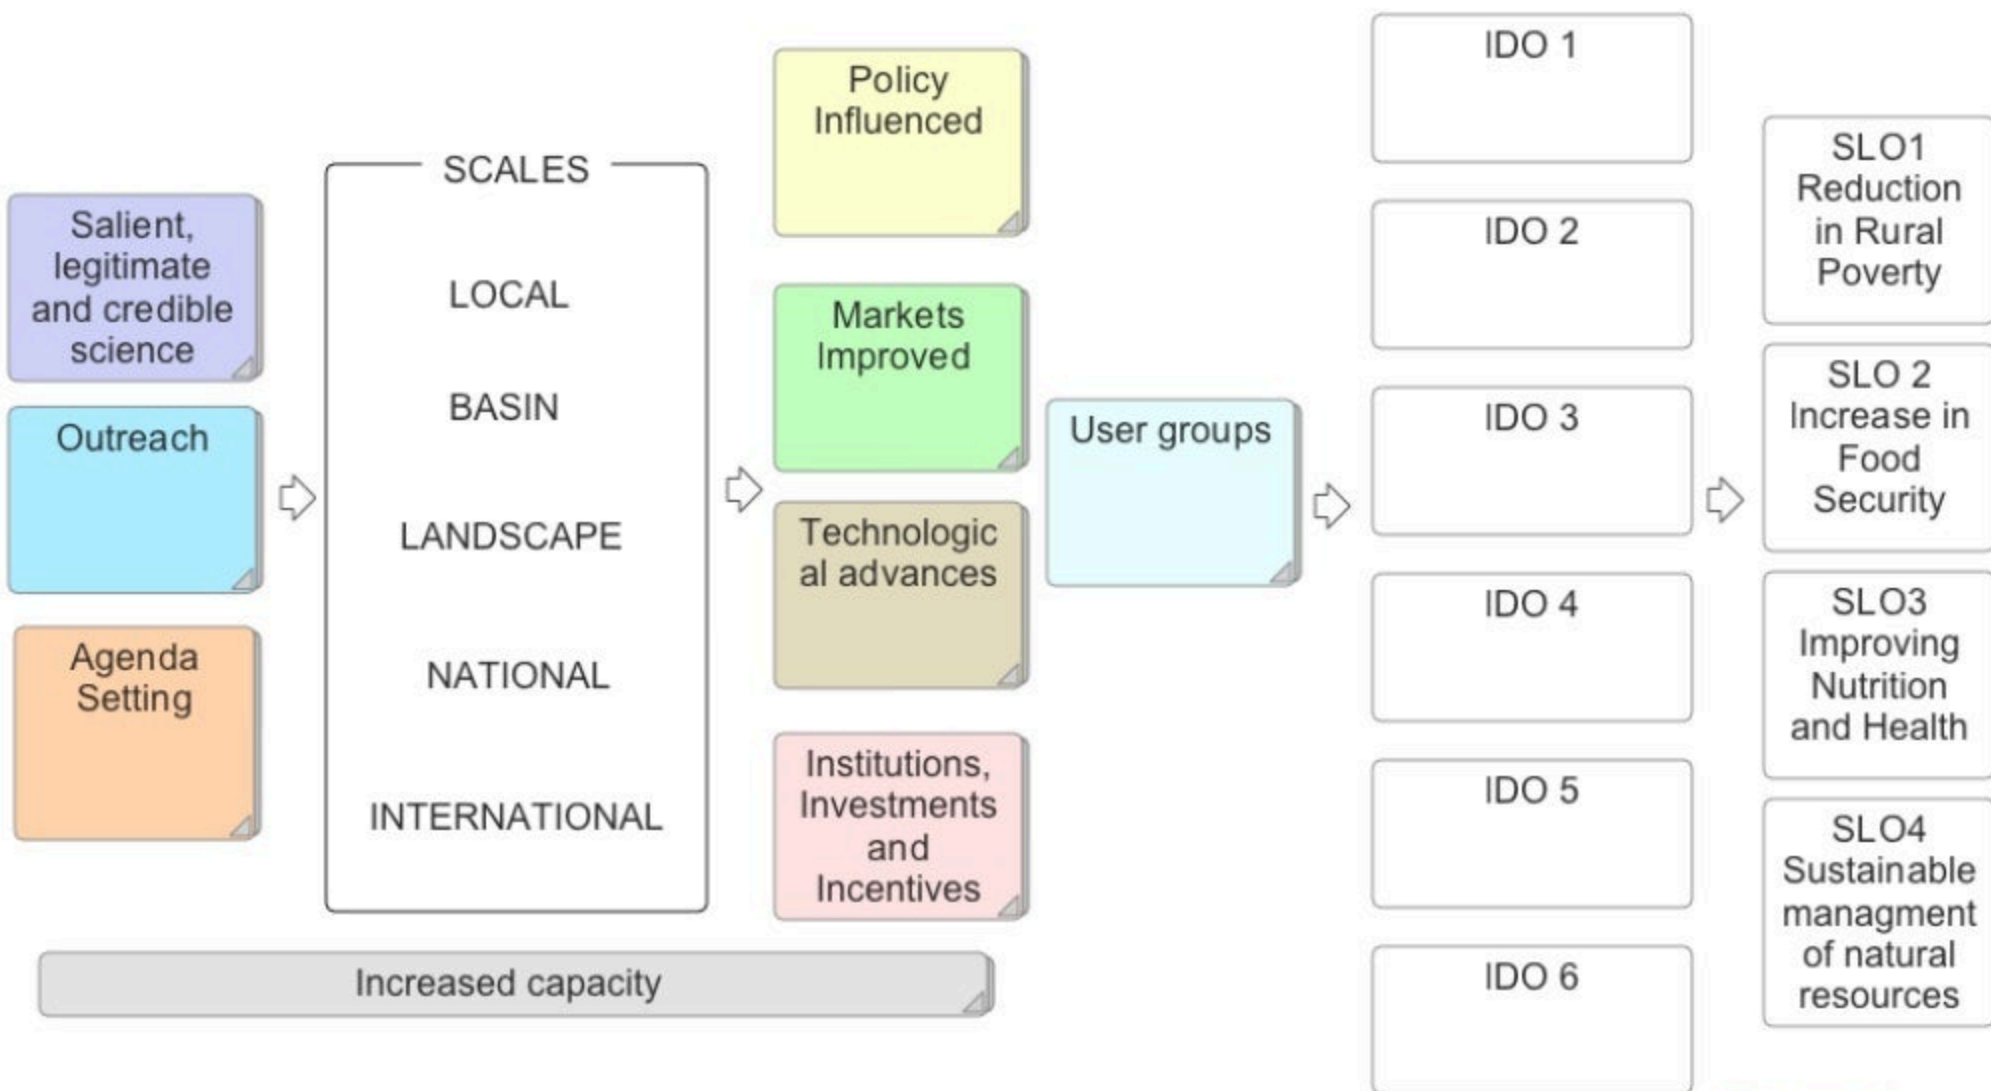 Salient,
legitimate
and credible
science
Outreach
Agenda
Setting
SCALES
LOCAL
BASIN
LANDSCAPE
NATIONAL
INTERNATIONAL
Increased capacity
Policy
Influenced
Markets
Improved
Technologic
al advances
Institutions,
Investments
and
Incentives
User groups
IDO 1
IDO 2
IDO 3
IDO 4
IDO 5
IDO 6
SLO1
Reduction
in Rural
Poverty
SLO 2
Increase in
Food
Security
SLO3
Improving
Nutrition
and Health
SLO4
Sustainable
managment
of natural
resources